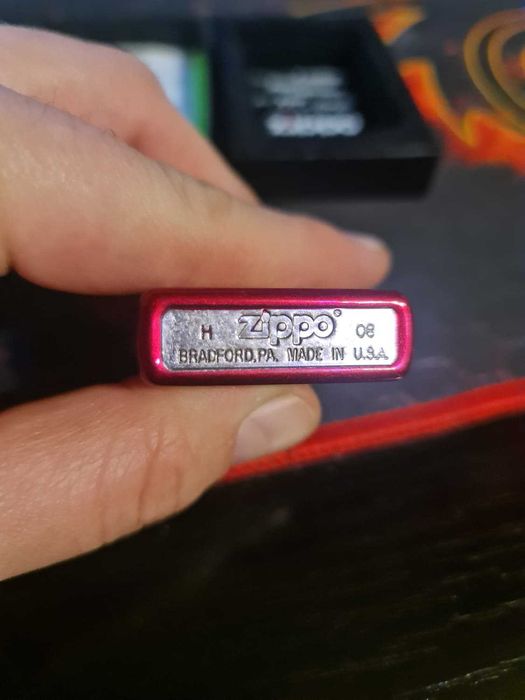 H Zippo® 08
BRADFORD,PA. MADE IN U.S.A.